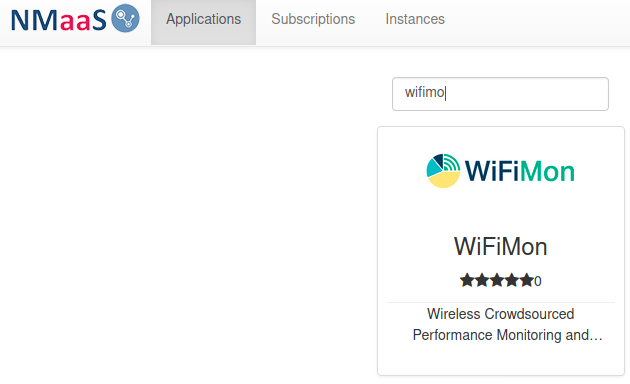 NMaaS Applications Subscriptions Instances
wifimo
WiFiMon
WiFiMon
0
Wireless Crowdsourced
Performance Monitoring and...